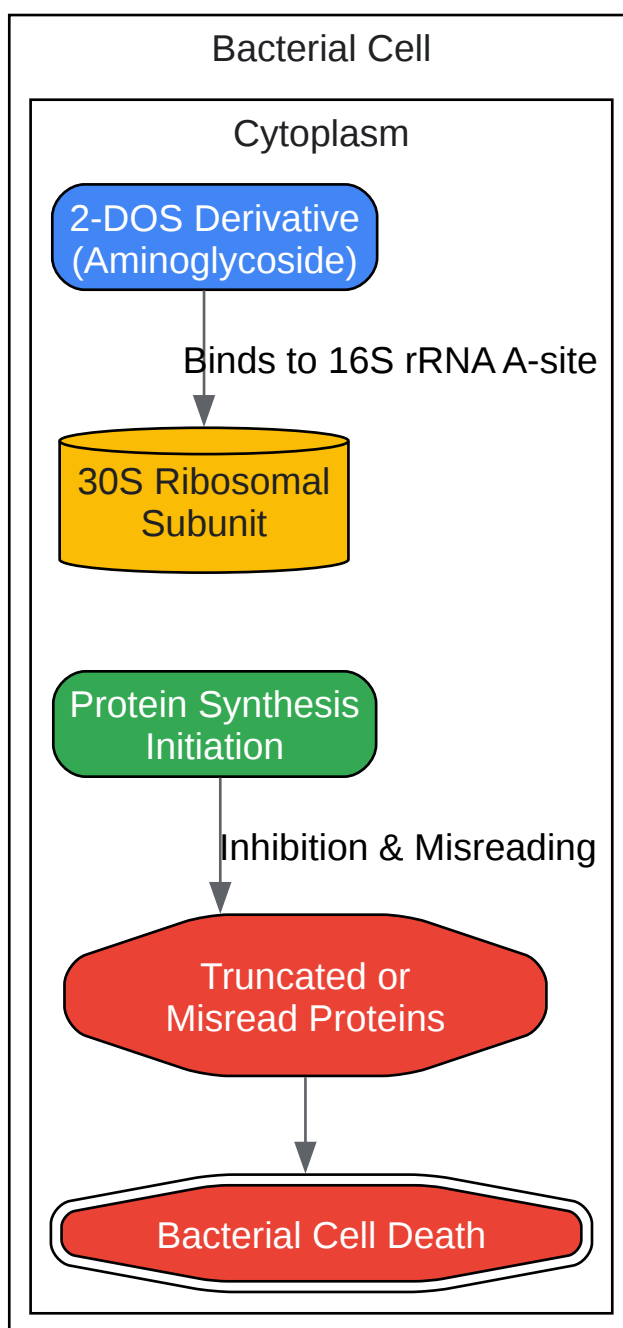 Bacterial Cell
Cytoplasm
2-DOS Derivative
(Aminoglycoside)
Binds to 16S rRNA A-site
30S Ribosomal
Subunit
Protein Synthesis
Initiation
Inhibition & Misreading
Truncated or
Misread Proteins
Bacterial Cell Death